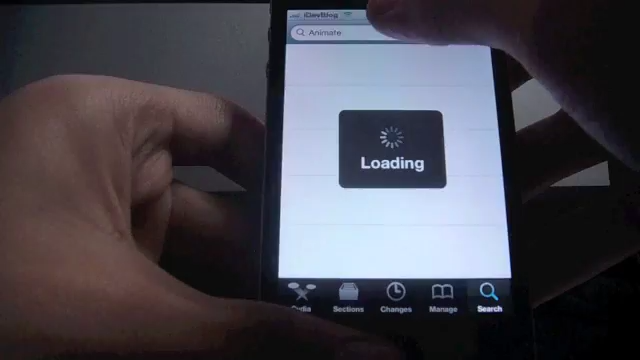 iDevBlog
Animate
Loading
Cydia
Sections
Changes
Manage
Search